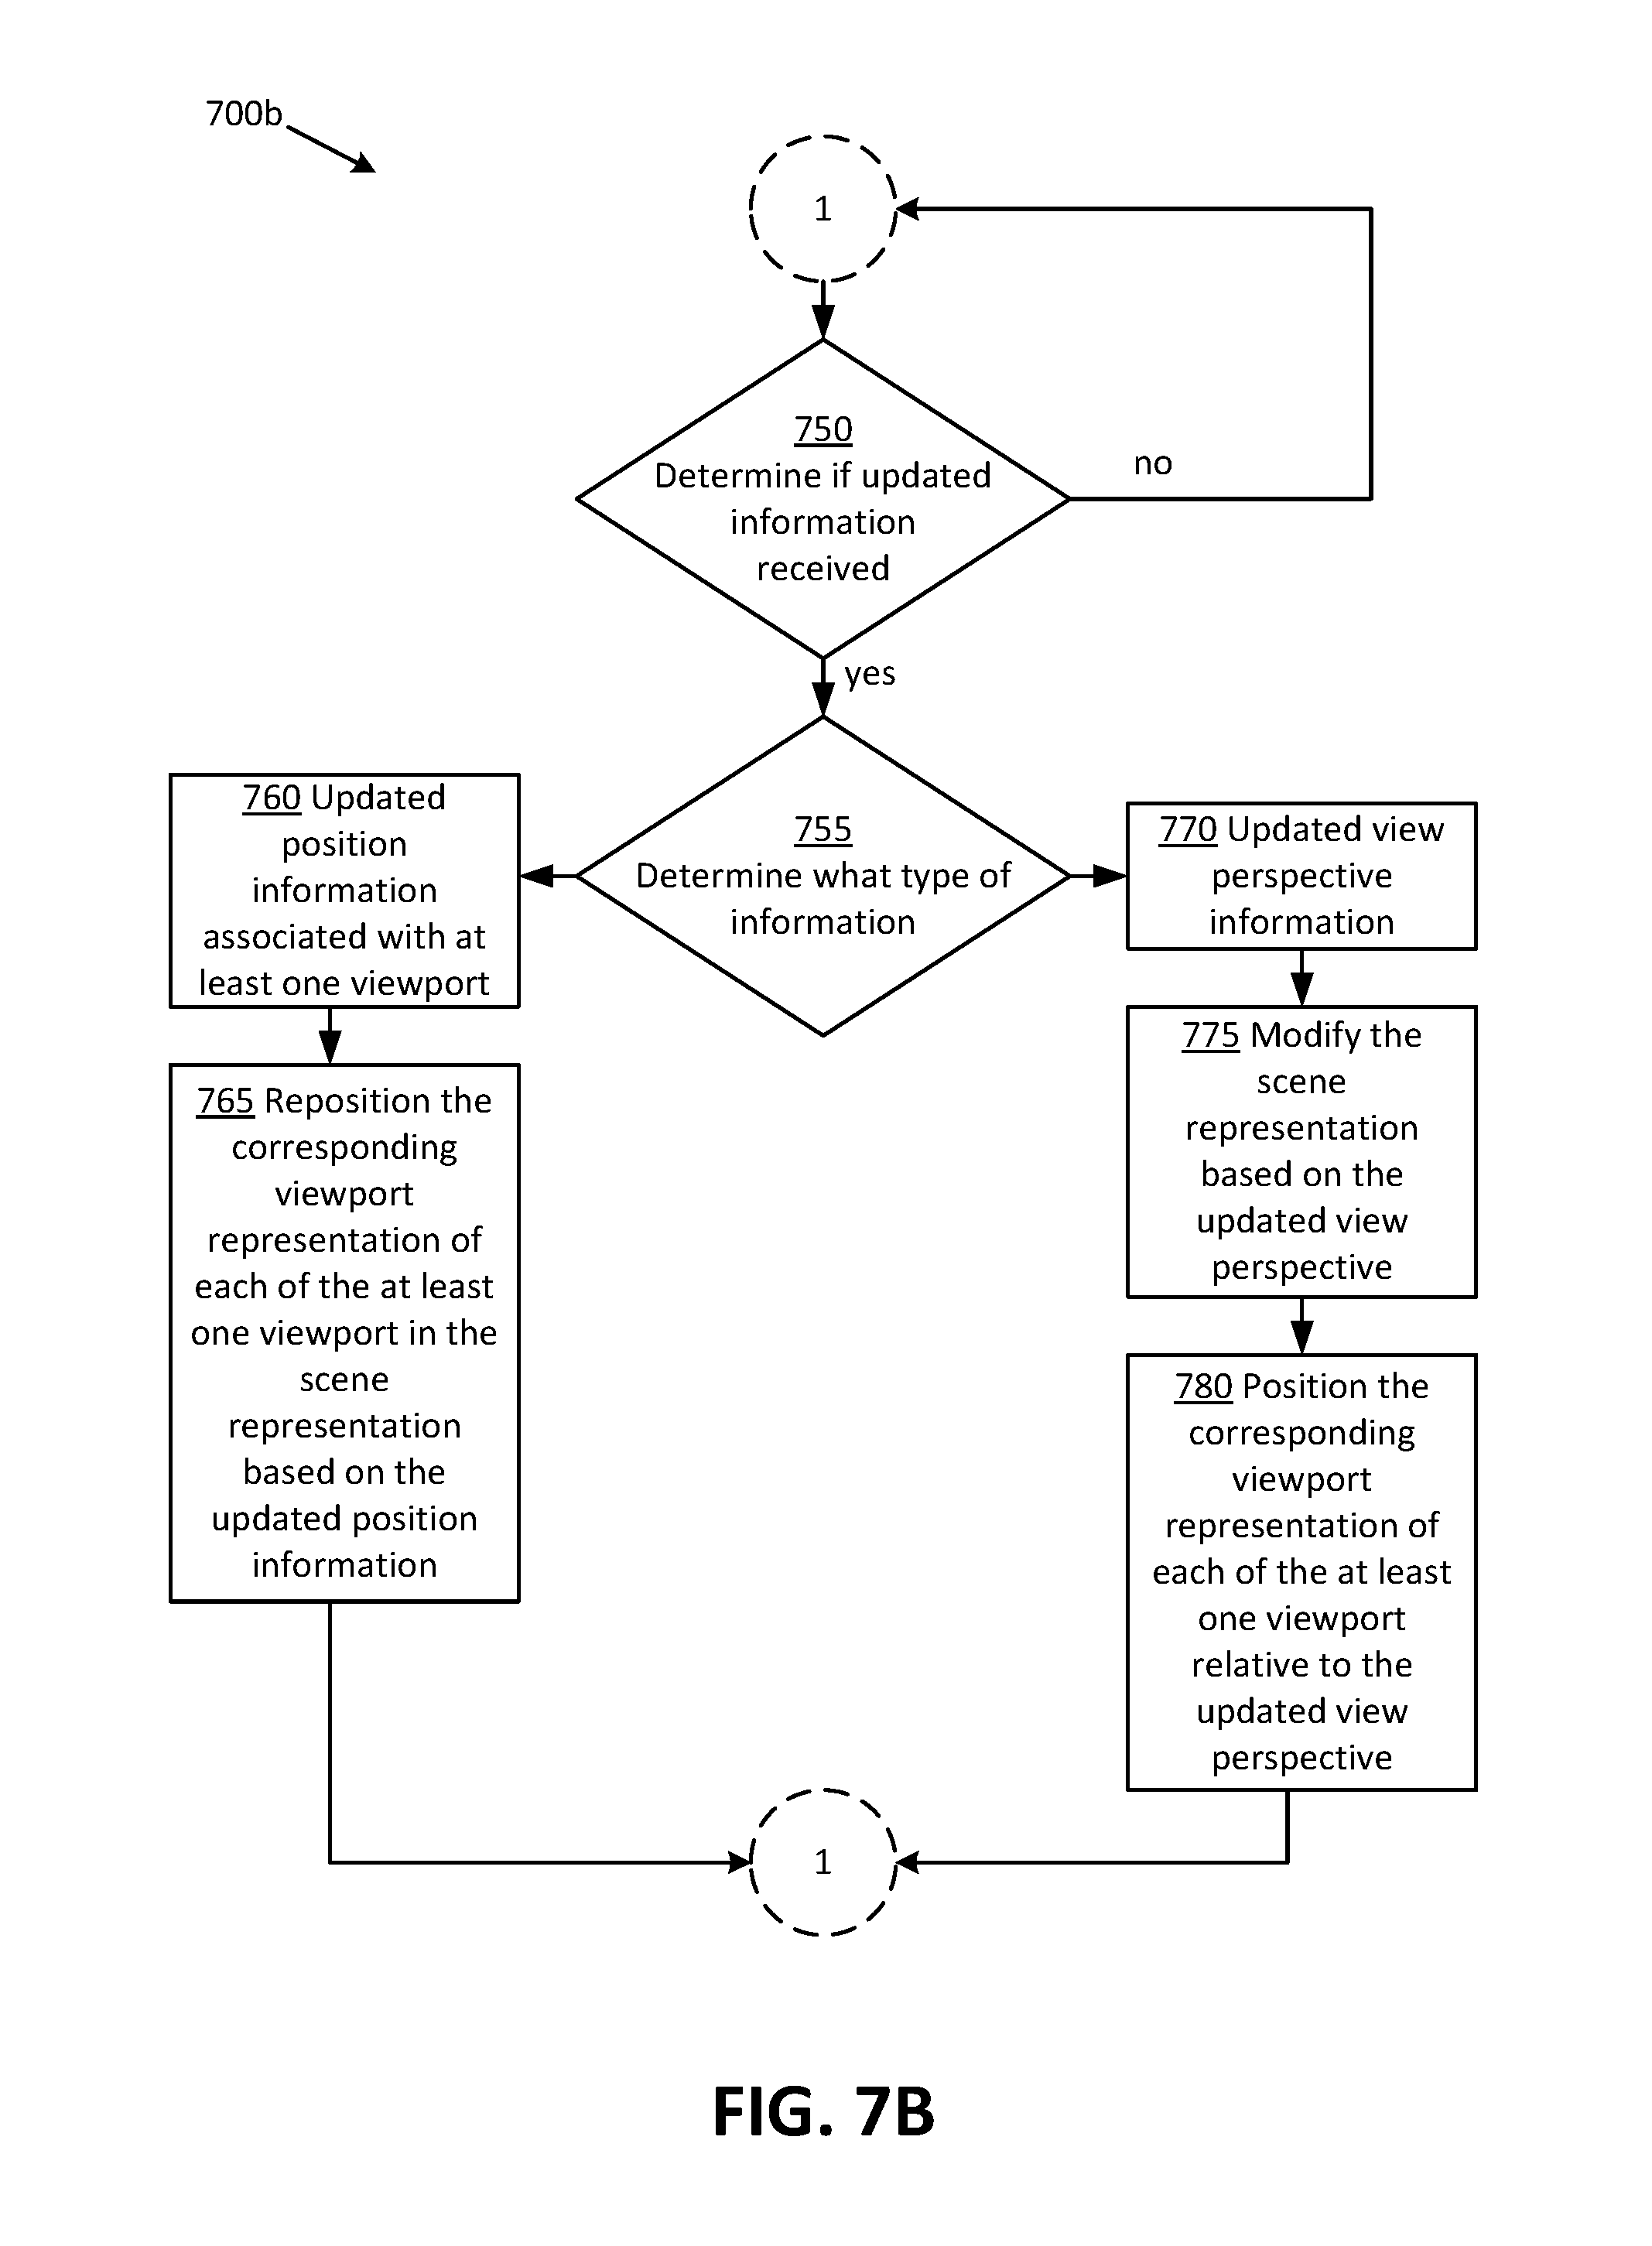 700b
1
750
Determine if updated
information
received
no
yes
755
Determine what type of
information
760 Updated
position
information
associated with at
least one viewport
765 Reposition the
corresponding
viewport
representation of
each of the at least
one viewport in the
scene
representation
based on the
updated position
information
770 Updated view
perspective
information
775 Modify the
scene
representation
based on the
updated view
perspective
780 Position the
corresponding
viewport
representation of
each of the at least
one viewport
relative to the
updated view
perspective
1
FIG. 7B